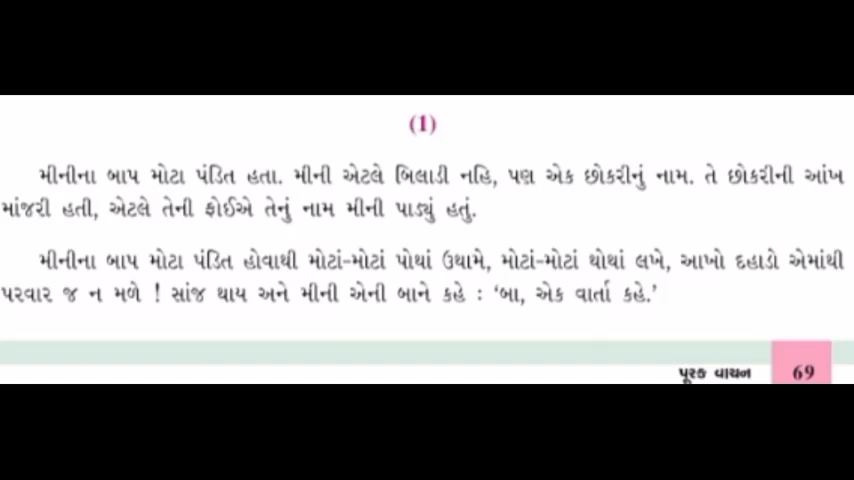 (1)
મીનીના બાપ મોટા પંડિત હતા. મીની એટલે બિલાડી નહિ, પણ એક છોકરીનું નામ. તે છોકરીની આંખ
માંજરી હતી, એટલે તેની ફોઈએ તેનું નામ મીની પાડ્યું હતું.
મીનીના બાપ મોટા પંડિત હોવાથી મોટાં-મોટાં પોથાં ઉથામે, મોટાં-મોટાં થોથાં લખે, આખો દહાડો એમાંથી
પરવાર જ ન મળે ! સાંજ થાય અને મીની એની બાને કહે : ‘બા, એક વાર્તા કહે.’
પૂરક વાચન 69